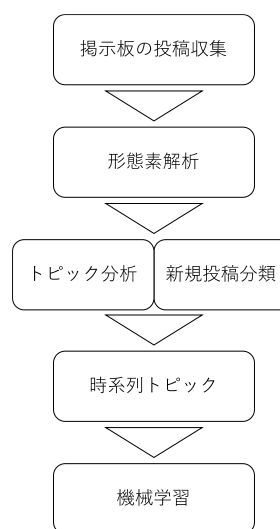 掲示板の投稿収集
形態素解析
トピック分析
新規投稿分類
時系列トピック
機械学習